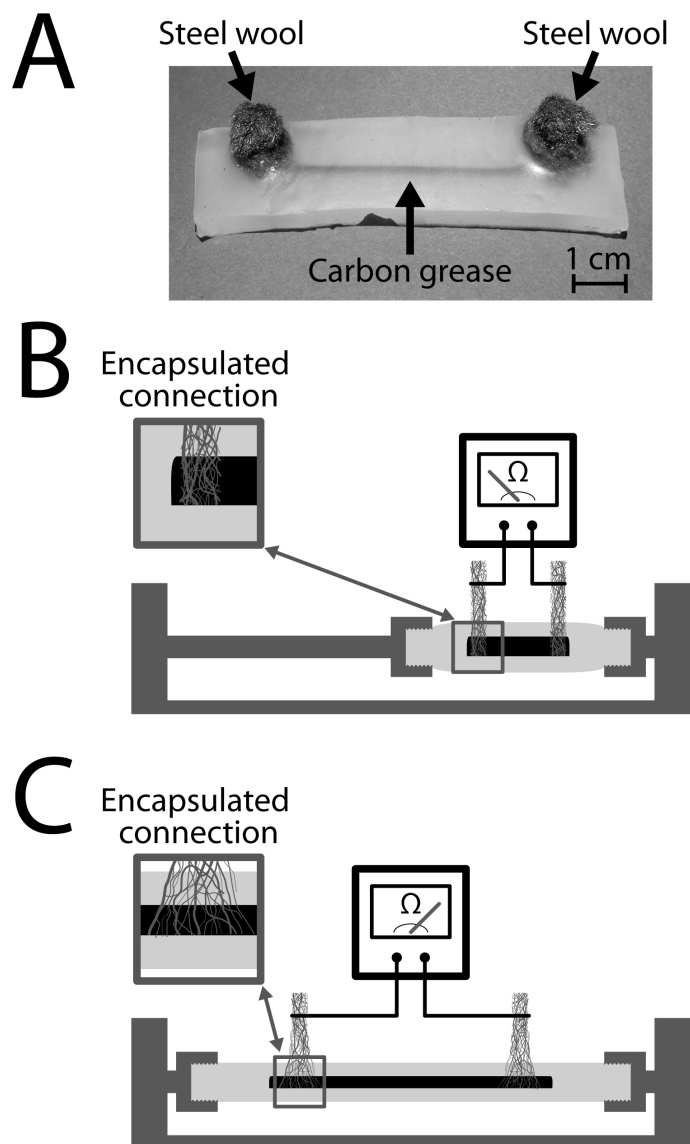 A
Steel wool
Steel wool
Carbon grease
1 cm
B
Encapsulated
connection
Ω
C
Encapsulated
connection
Ω